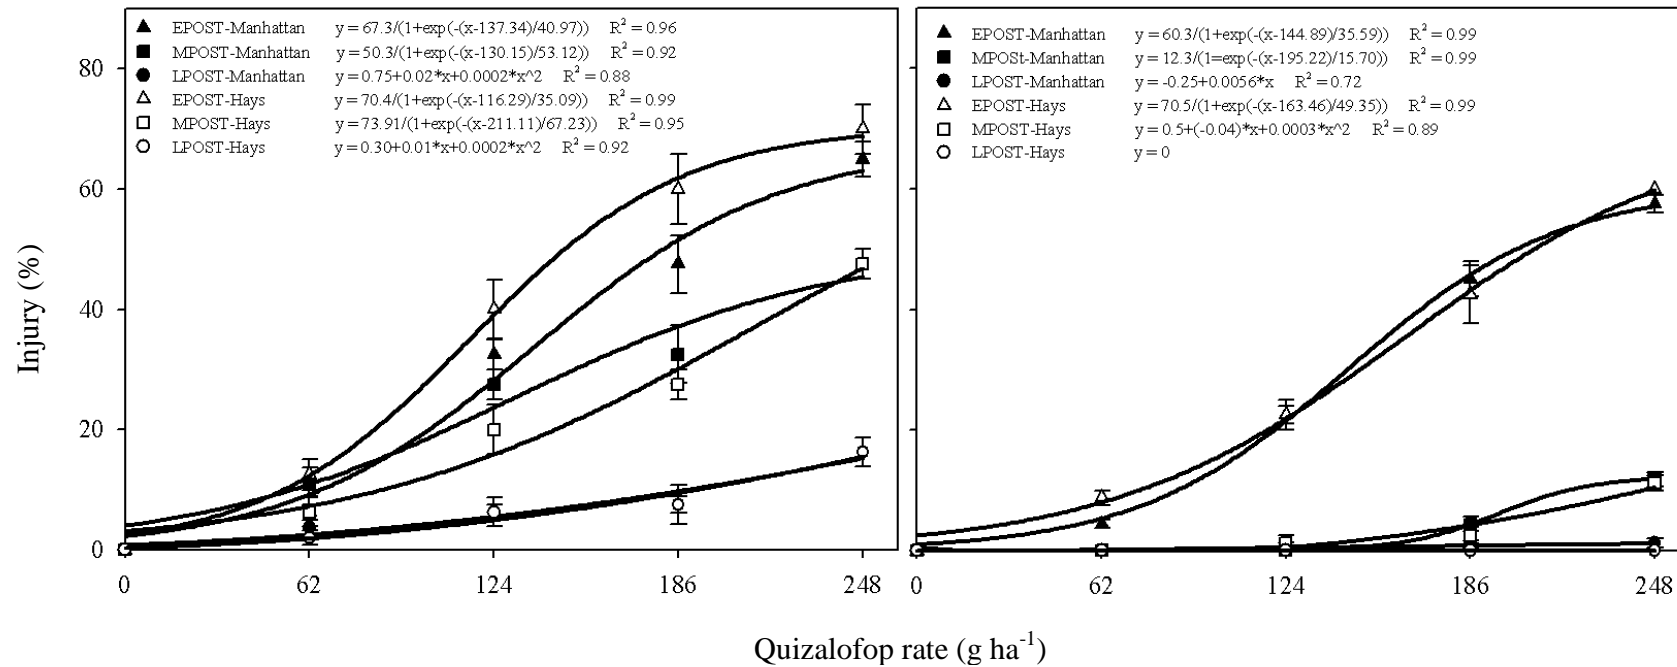 EPOST-Manhattan y = 67.3/(1+exp(-(x-137.34)/40.97)) R² = 0.96
MPOST-Manhattan y = 50.3/(1+exp(-(x-130.15)/53.12)) R² = 0.92
LPOST-Manhattan y = 0.75+0.02*x+0.0002*x^2 R² = 0.88
EPOST-Hays y = 70.4/(1+exp(-(x-116.29)/35.09)) R² = 0.99
MPOST-Hays y = 73.91/(1+exp(-(x-211.11)/67.23)) R² = 0.95
LPOST-Hays y = 0.30+0.01*x+0.0002*x^2 R² = 0.92
EPOST-Manhattan y = 60.3/(1+exp(-(x-144.89)/35.59)) R² = 0.99
MPOSt-Manhattan y = 12.3/(1=exp(-(x-195.22)/15.70)) R² = 0.99
LPOST-Manhattan y = -0.25+0.0056*x R² = 0.72
EPOST-Hays y = 70.5/(1+exp(-(x-163.46)/49.35)) R² = 0.99
MPOST-Hays y = 0.5+(-0.04)*x+0.0003*x^2 R² = 0.89
LPOST-Hays y = 0
80
60
40
20
0
Injury (%)
0 62 124 186 248
0 62 124 186 248
Quizalofop rate (g ha⁻¹)